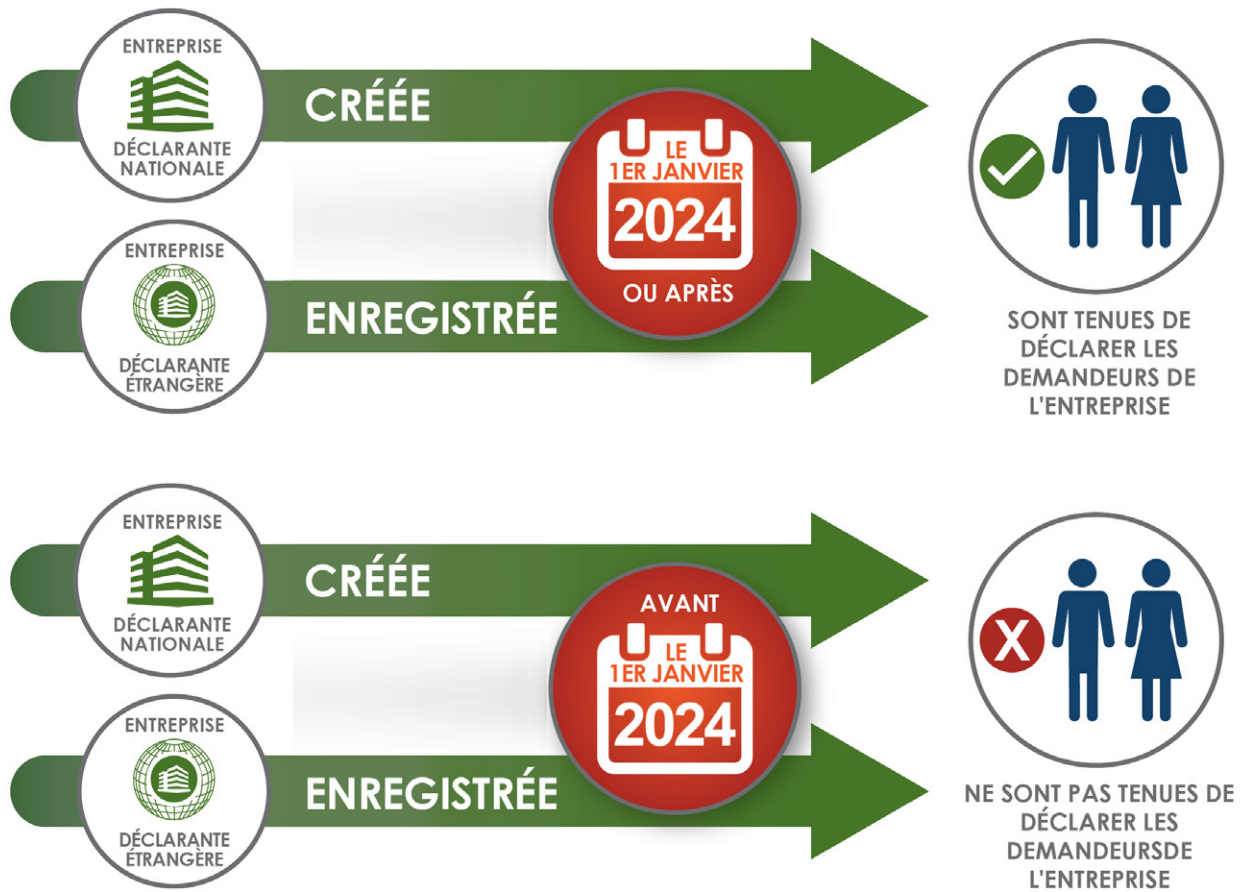 ENTREPRISE
DÉCLARANTE
NATIONALE
CRÉÉE
ENTREPRISE
DÉCLARANTE
ÉTRANGÈRE
ENREGISTRÉE
LE
1ER JANVIER
2024
OU APRÈS
SONT TENUES DE
DÉCLARER LES
DEMANDEURS DE
L'ENTREPRISE
ENTREPRISE
DÉCLARANTE
NATIONALE
CRÉÉE
ENTREPRISE
DÉCLARANTE
ÉTRANGÈRE
ENREGISTRÉE
AVANT
LE
1ER JANVIER
2024
X
NE SONT PAS TENUES DE
DÉCLARER LES
DEMANDEURSDE
L'ENTREPRISE